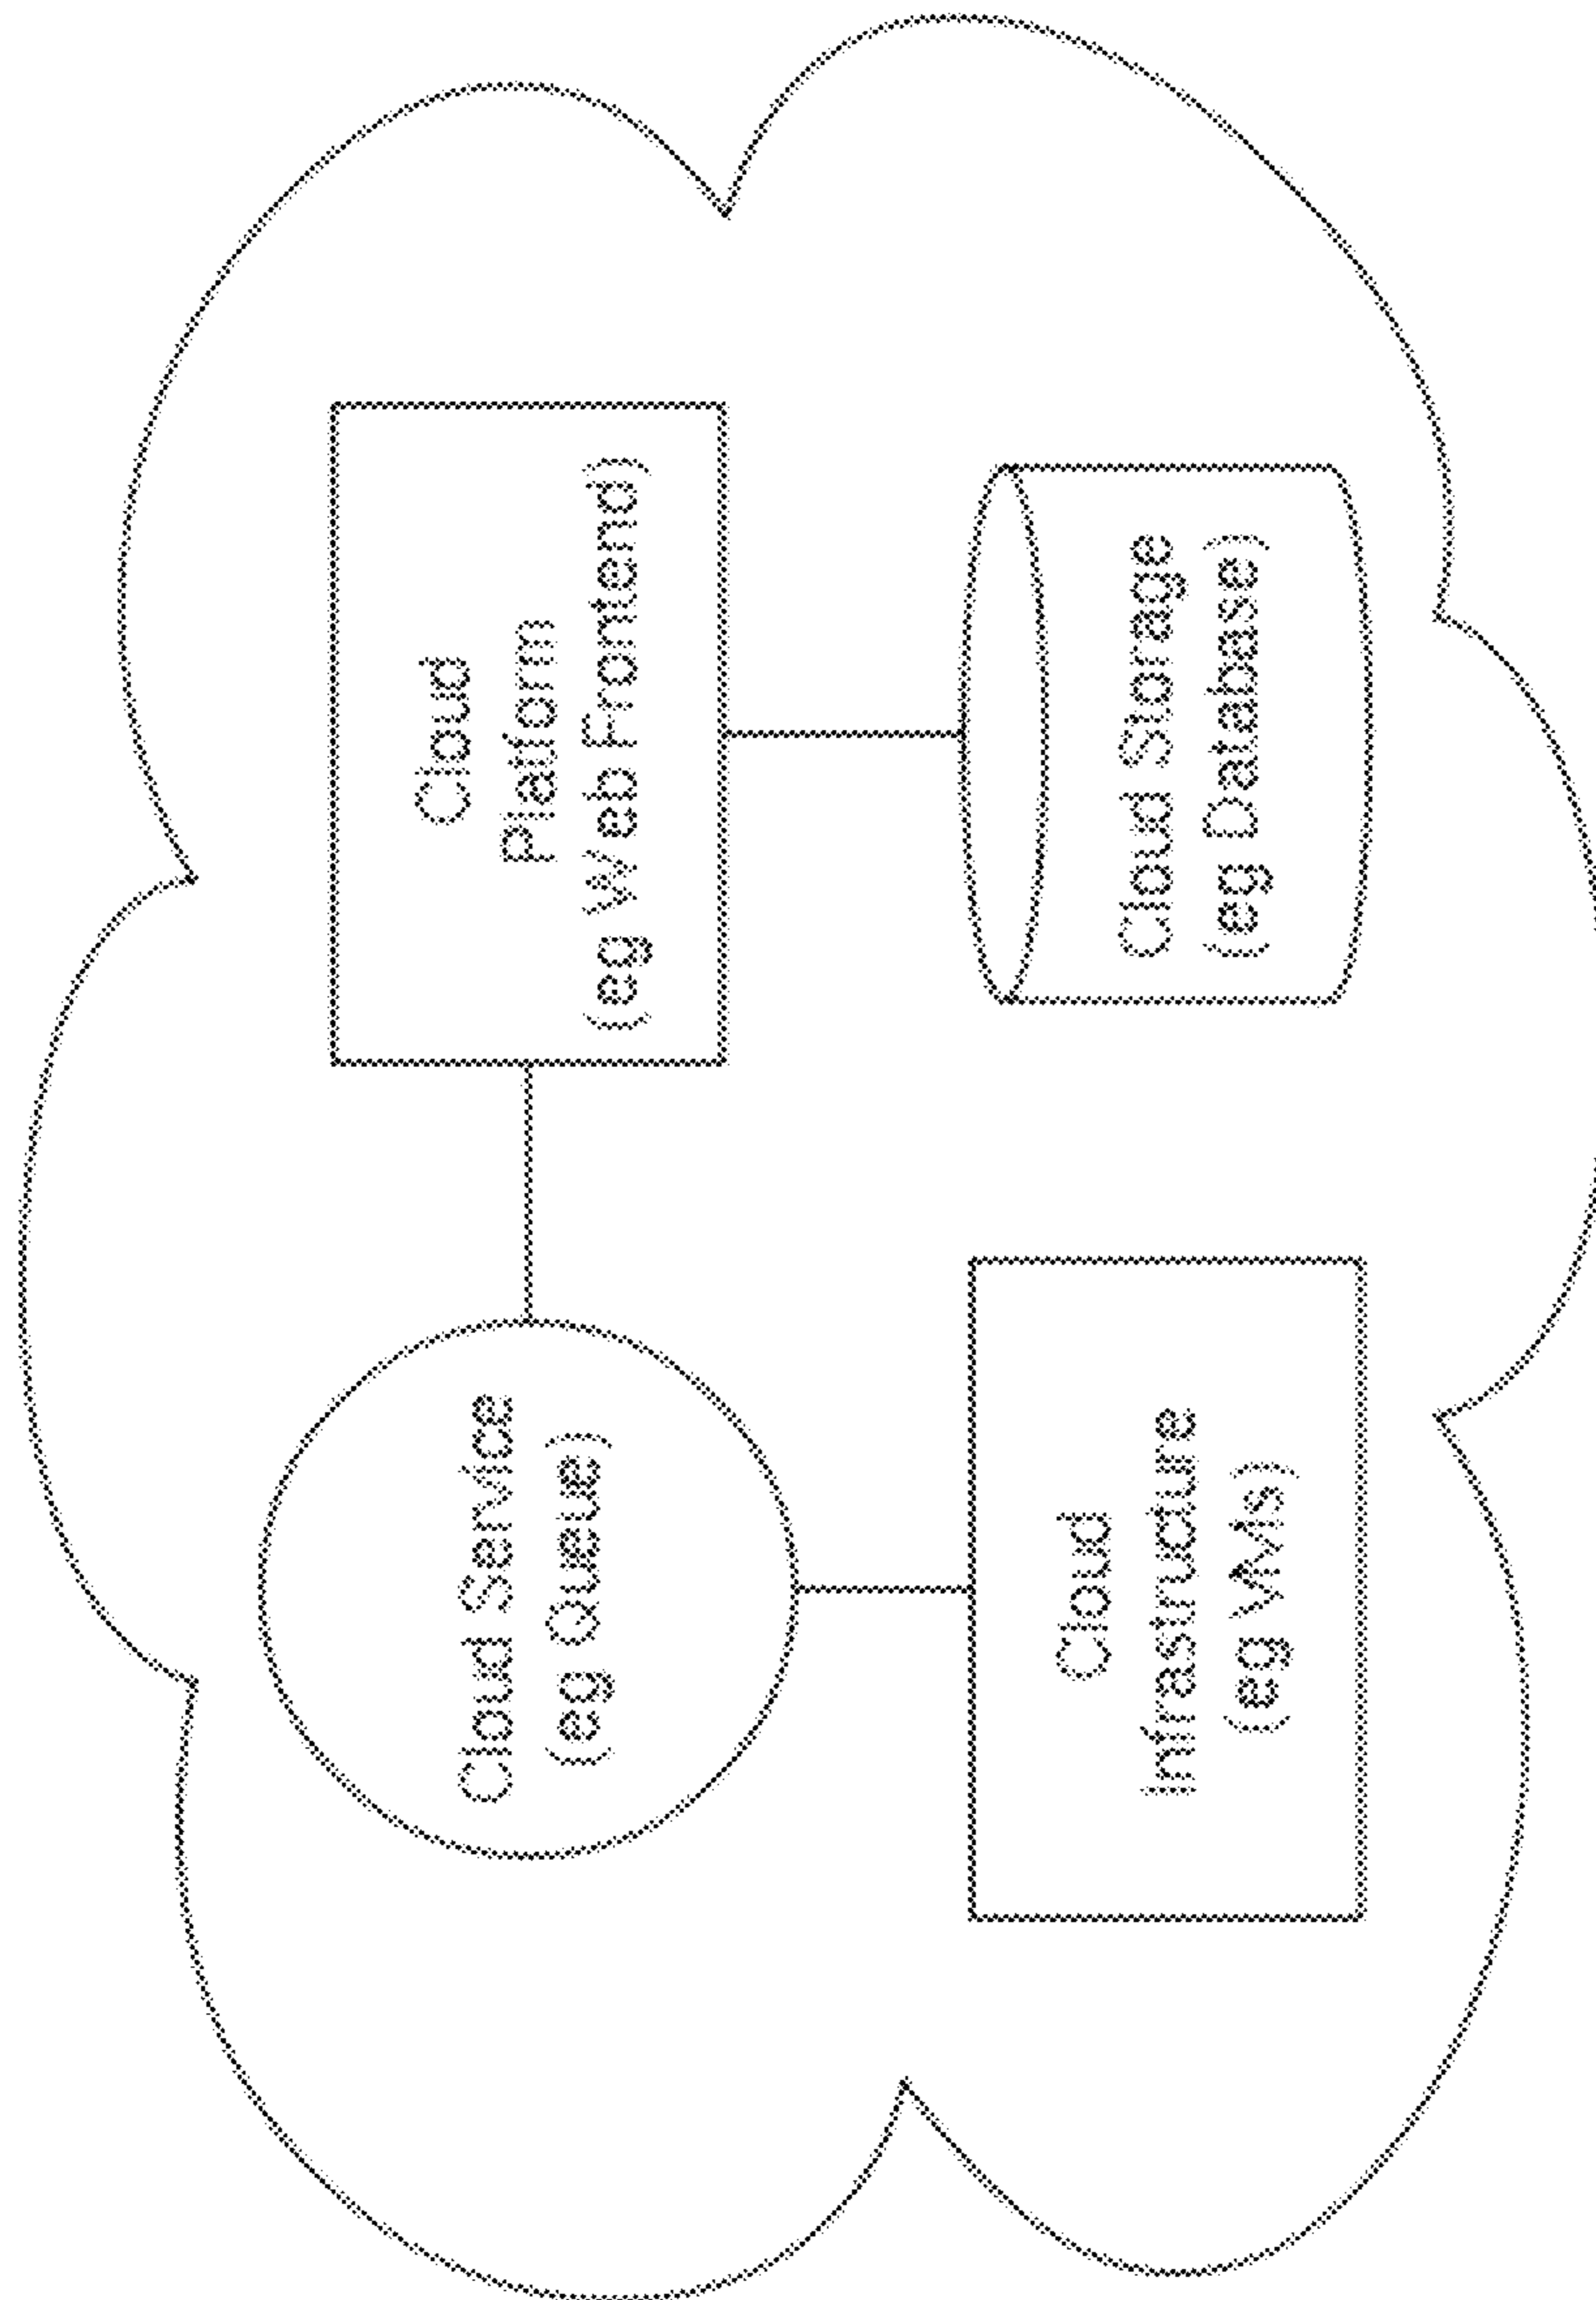 Cloud Service
(eg Queue)
Cloud
Platform
(eg Web Frontend)
Cloud
Infrastructure
(eg VMs)
Cloud Storage
(eg Database)